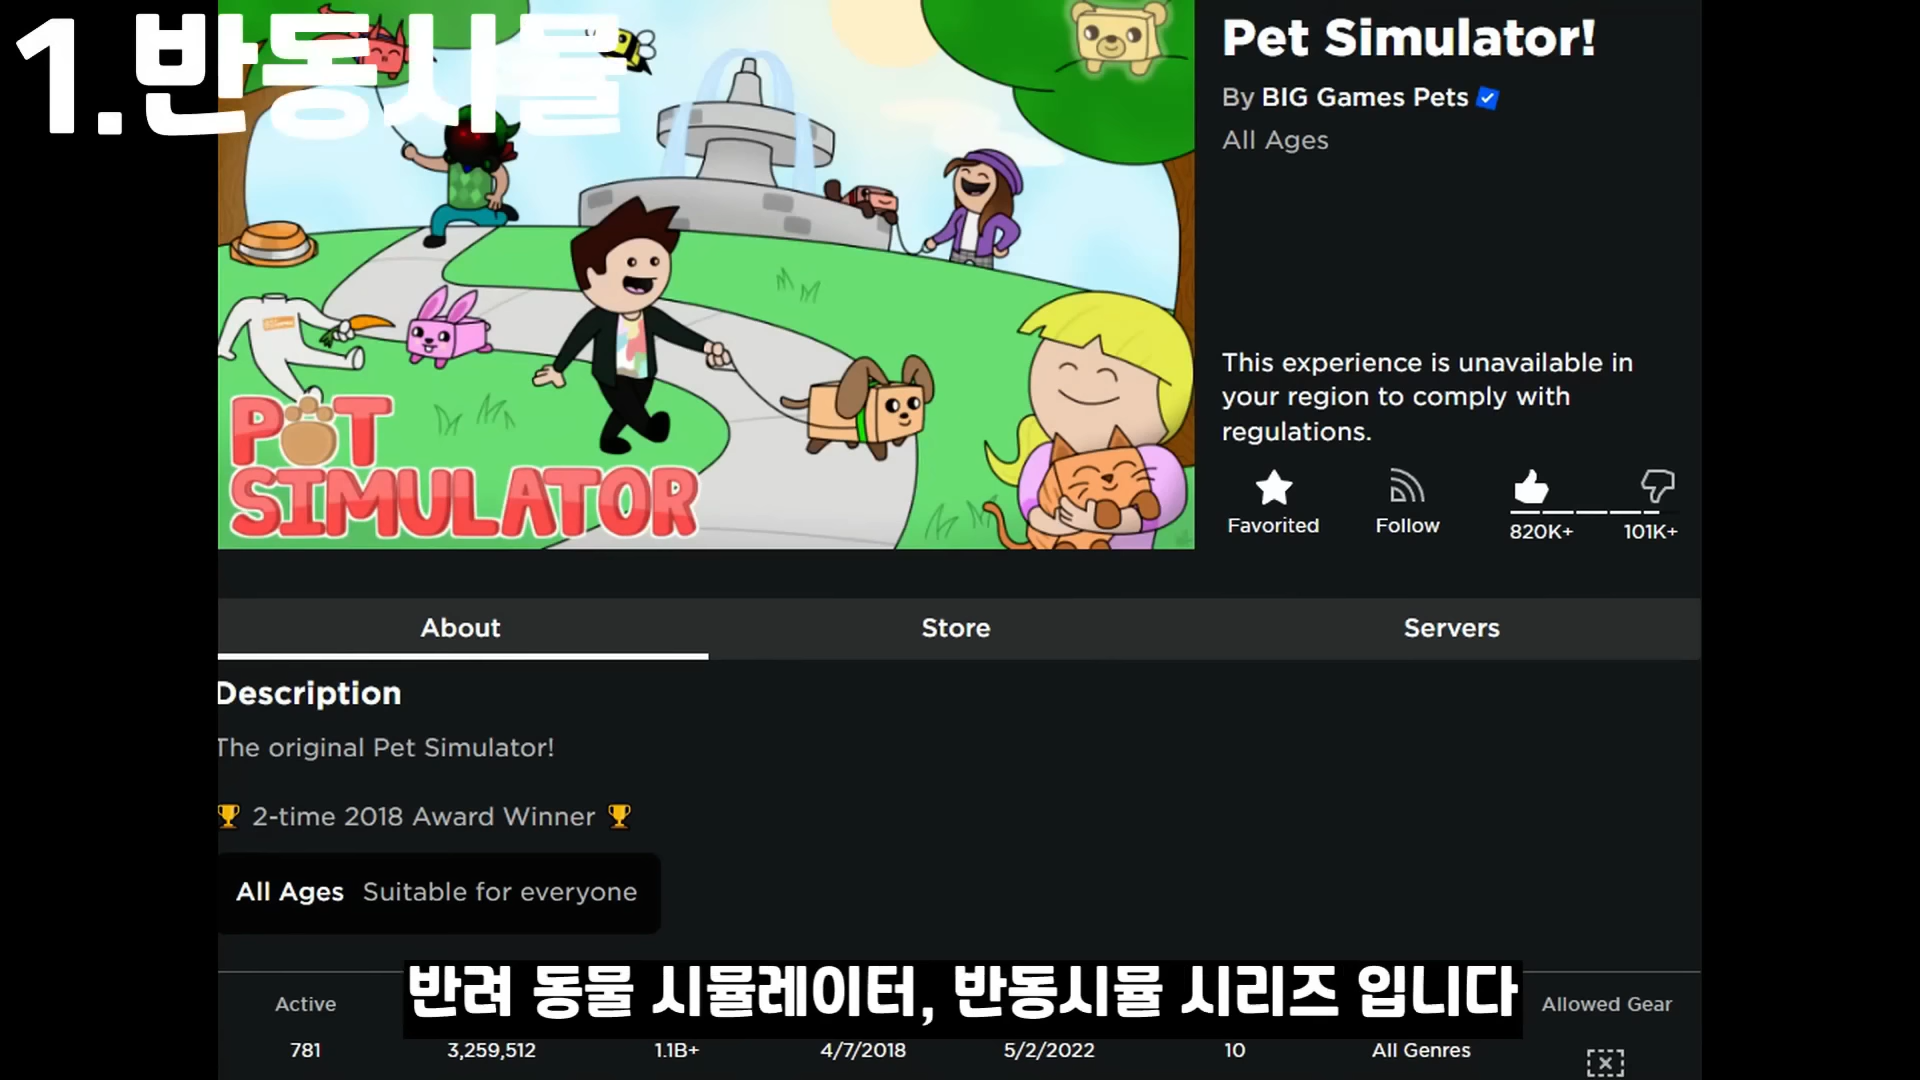 1.반동시뮬
PET
SIMULATOR
Pet Simulator!
By BIG Games Pets
All Ages
This experience is unavailable in
your region to comply with
regulations.
Favorited
Follow
820K+
101K+
About
Store
Servers
Description
The original Pet Simulator!
🏆 2-time 2018 Award Winner 🏆
All Ages Suitable for everyone
반려 동물 시뮬레이터, 반동시뮬 시리즈 입니다
Active
Allowed Gear
781
3,259,512
1.1B+
4/7/2018
5/2/2022
10
All Genres